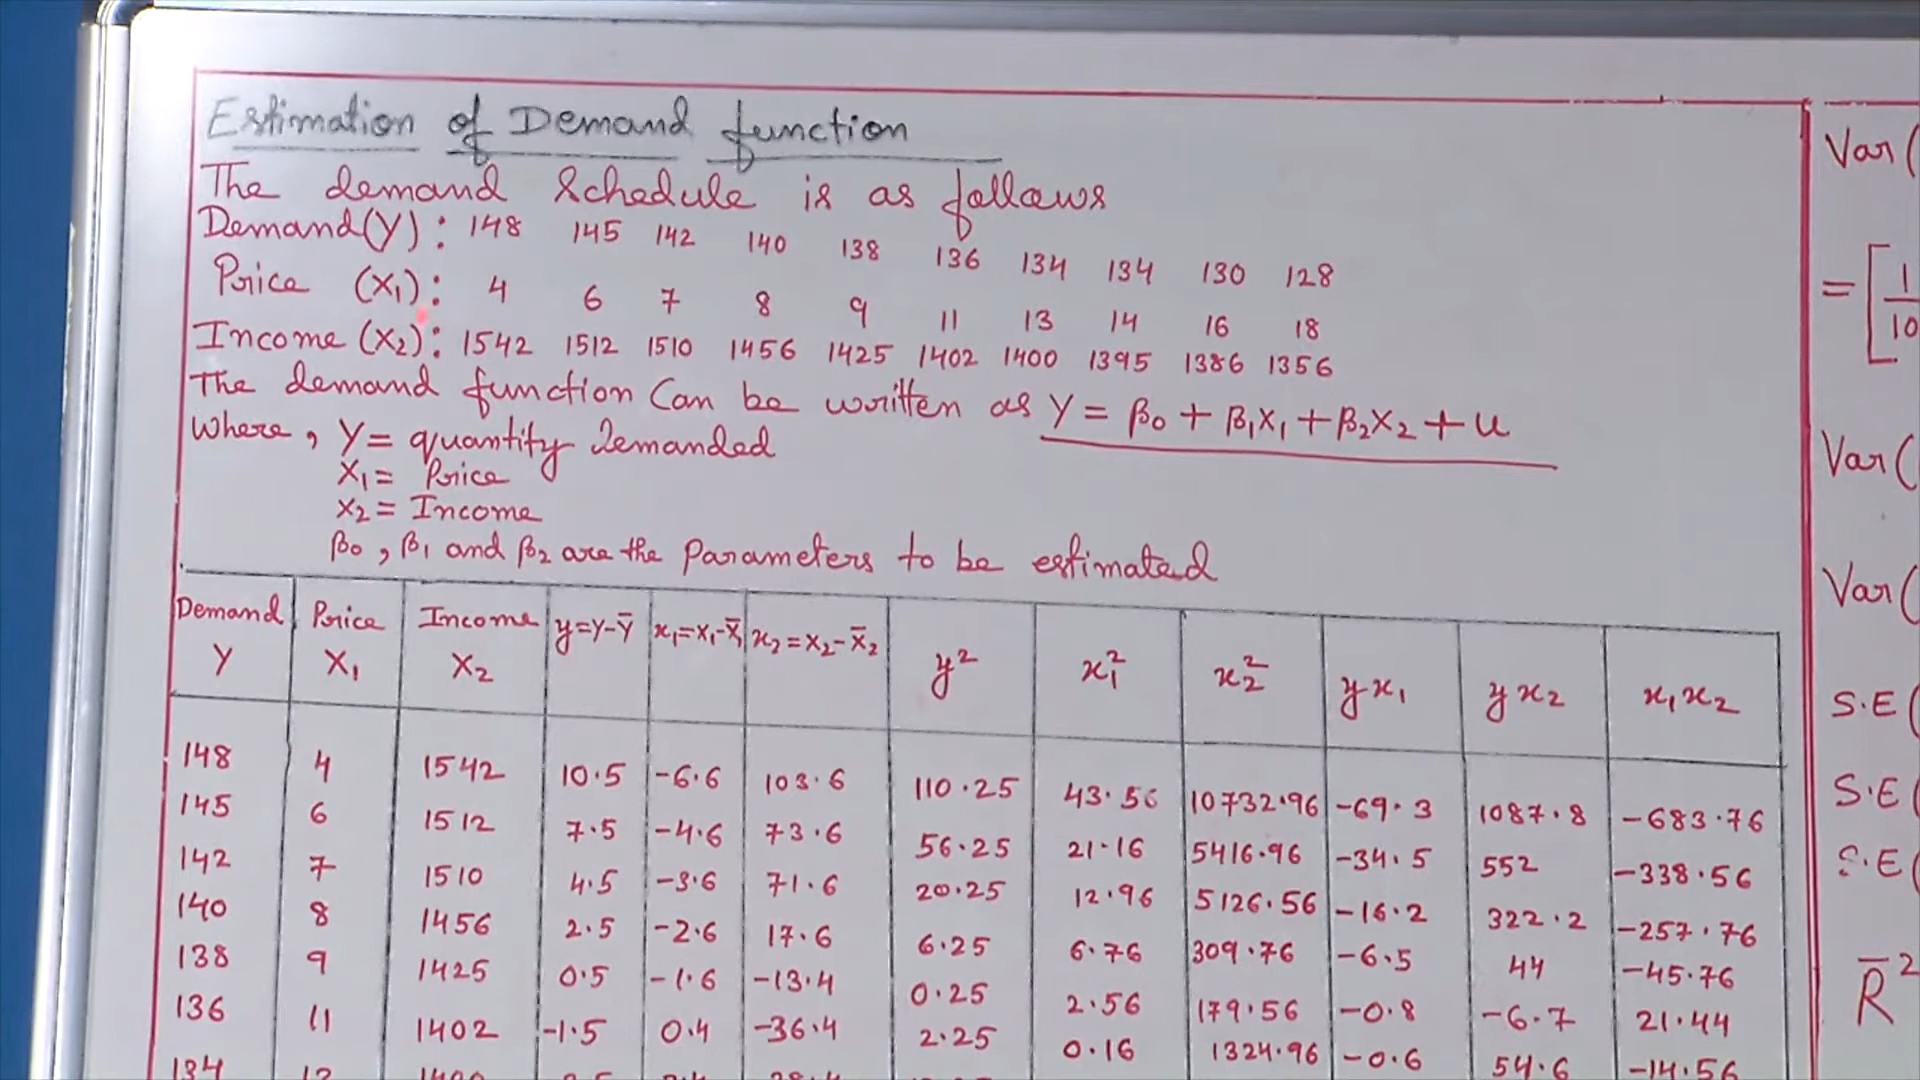 Estimation of Demand function
The demand Schedule is as follows
Demand(Y): 148 145 142 140 138 136 134 134 130 128
Price (X₁): 4 6 7 8 9 11 13 14 16 18
Income (X₂): 1542 1512 1510 1456 1425 1402 1400 1395 1386 1356
The demand function Can be written as Y = β₀ + β₁X₁ + β₂X₂ + u
Where, Y = quantity demanded
X₁ = Price
X₂ = Income
β₀, β₁ and β₂ are the Parameters to be estimated
Demand Y Price X₁ Income X₂ y=Y-Ȳ x₁=X₁-X̄₁ x₂=X₂-X̄₂ y² x₁² x₂² yx₁ yx₂ x₁x₂
148 4 1542 10.5 -6.6 103.6 110.25 43.56 10732.96 -69.3 1087.8 -683.76
145 6 1512 7.5 -4.6 73.6 56.25 21.16 5416.96 -34.5 552 -338.56
142 7 1510 4.5 -3.6 71.6 20.25 12.96 5126.56 -16.2 322.2 -257.76
140 8 1456 2.5 -2.6 17.6 6.25 6.76 309.76 -6.5 44 -45.76
138 9 1425 0.5 -1.6 -13.4 0.25 2.56 179.56 -0.8 -6.7 21.44
136 11 1402 -1.5 0.4 -36.4 2.25 0.16 1324.96 -0.6 54.6 -14.56
134
Var(
= [1/10
Var(
Var(
S.E(
S.E(
S.E(
R̄²